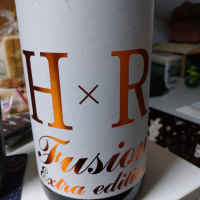 H × R
Fusion
Extra edition